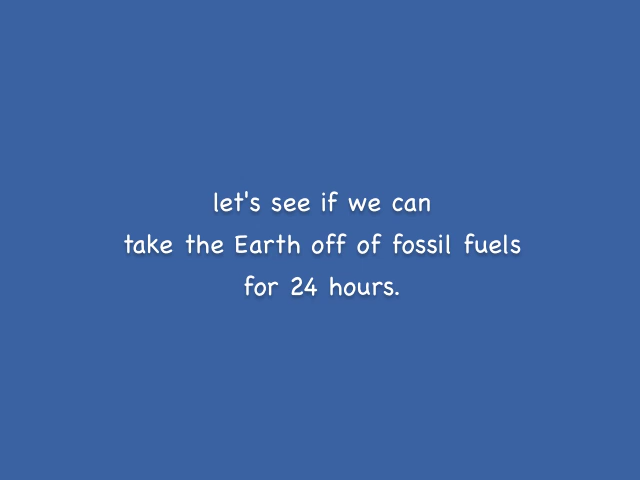 let's see if we can
take the Earth off of fossil fuels
for 24 hours.